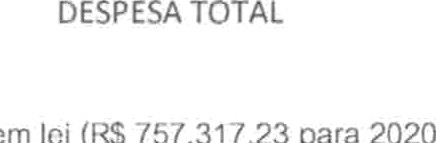 DESPESA TOTAL
em lei (R$ 757.317,23 para 2020